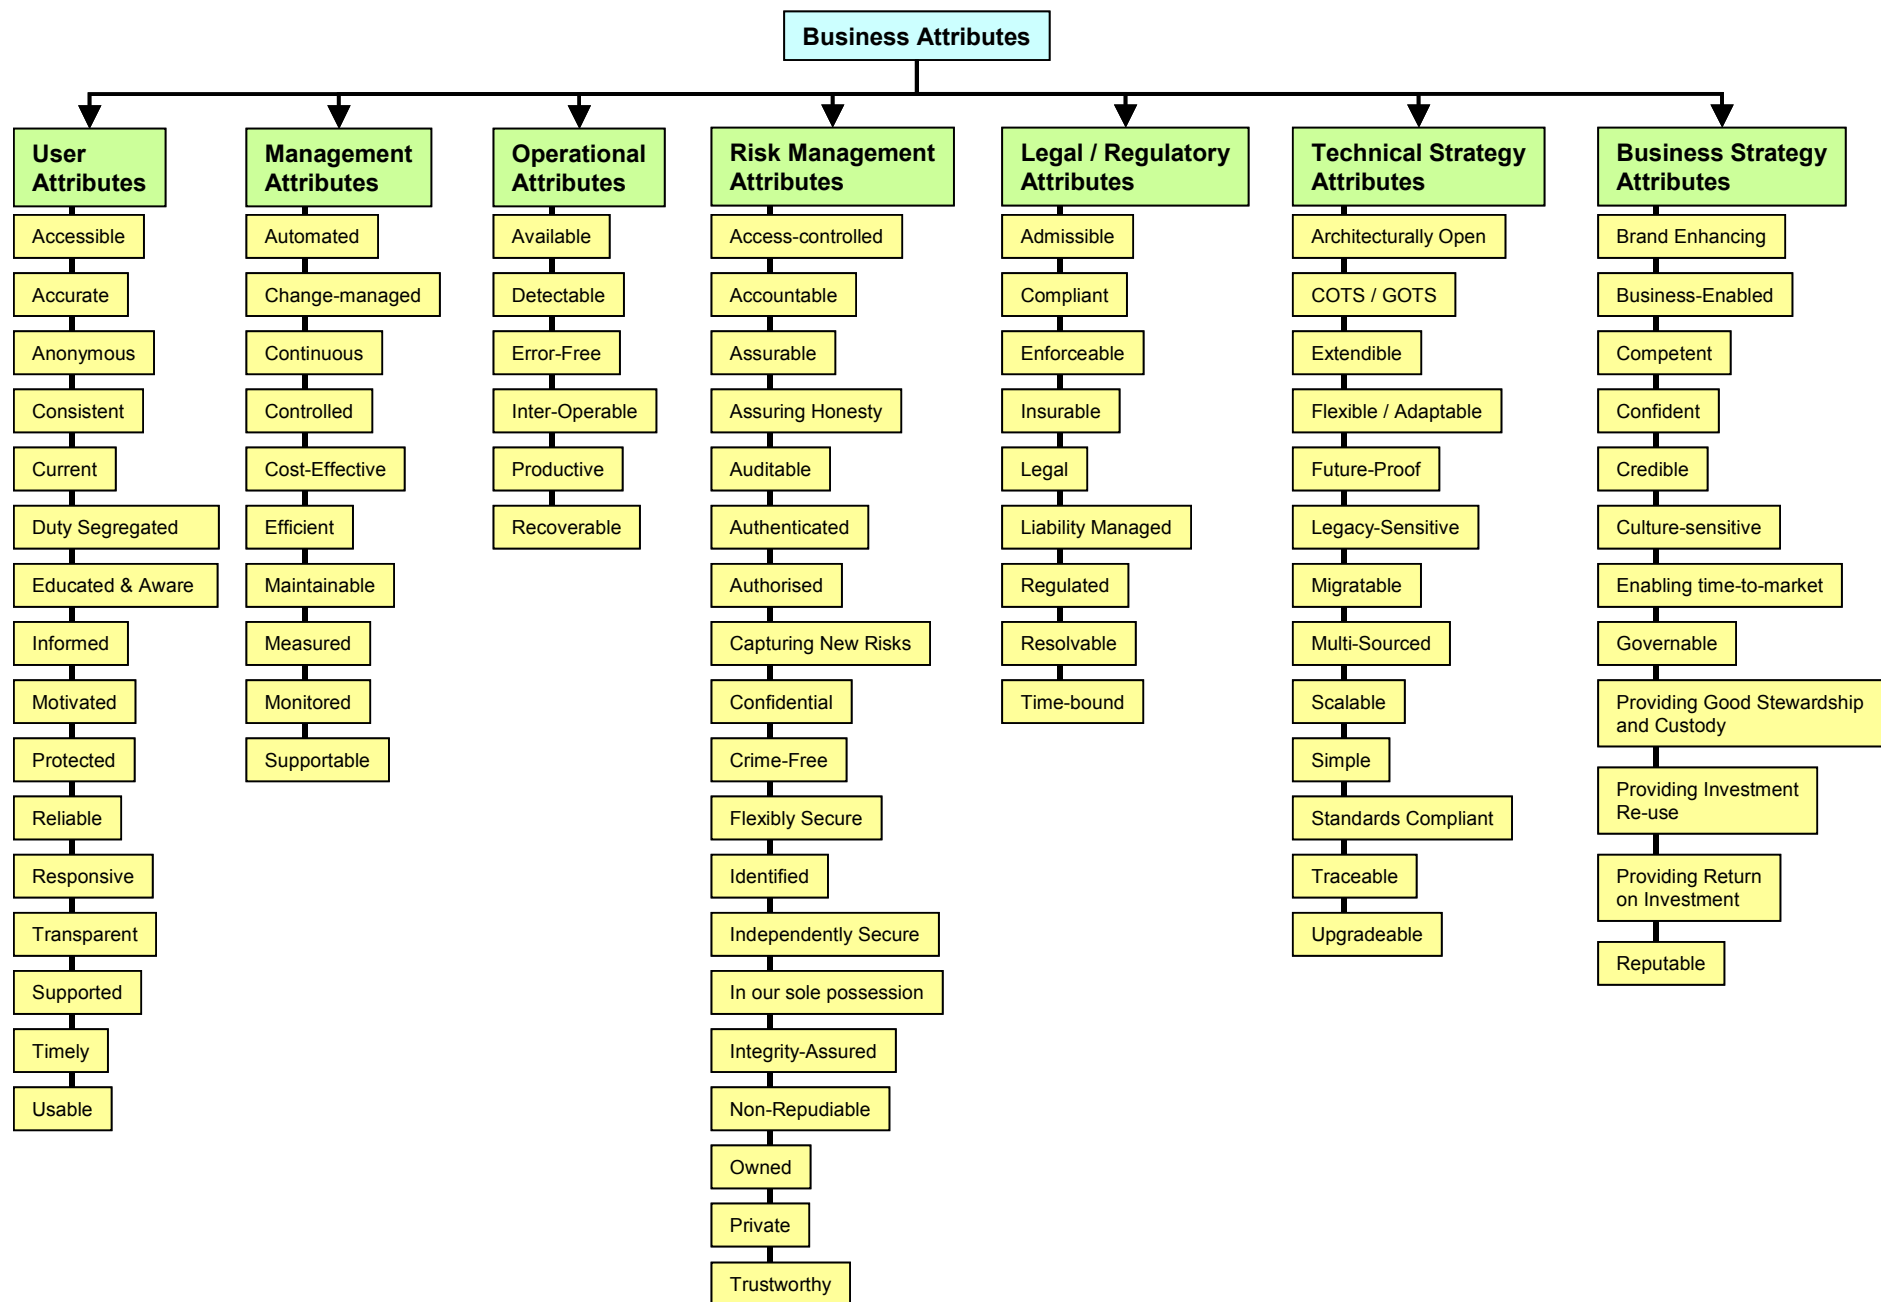 Business Attributes
User
Attributes
Accessible
Accurate
Anonymous
Consistent
Current
Duty Segregated
Educated & Aware
Informed
Motivated
Protected
Reliable
Responsive
Transparent
Supported
Timely
Usable
Management
Attributes
Automated
Change-managed
Continuous
Controlled
Cost-Effective
Efficient
Maintainable
Measured
Monitored
Supportable
Operational
Attributes
Available
Detectable
Error-Free
Inter-Operable
Productive
Recoverable
Risk Management
Attributes
Access-controlled
Accountable
Assurable
Assuring Honesty
Auditable
Authenticated
Authorised
Capturing New Risks
Confidential
Crime-Free
Flexibly Secure
Identified
Independently Secure
In our sole possession
Integrity-Assured
Non-Repudiable
Owned
Private
Trustworthy
Legal / Regulatory
Attributes
Admissible
Compliant
Enforceable
Insurable
Legal
Liability Managed
Regulated
Resolvable
Time-bound
Technical Strategy
Attributes
Architecturally Open
COTS / GOTS
Extendible
Flexible / Adaptable
Future-Proof
Legacy-Sensitive
Migratable
Multi-Sourced
Scalable
Simple
Standards Compliant
Traceable
Upgradeable
Business Strategy
Attributes
Brand Enhancing
Business-Enabled
Competent
Confident
Credible
Culture-sensitive
Enabling time-to-market
Governable
Providing Good Stewardship
and Custody
Providing Investment
Re-use
Providing Return
on Investment
Reputable